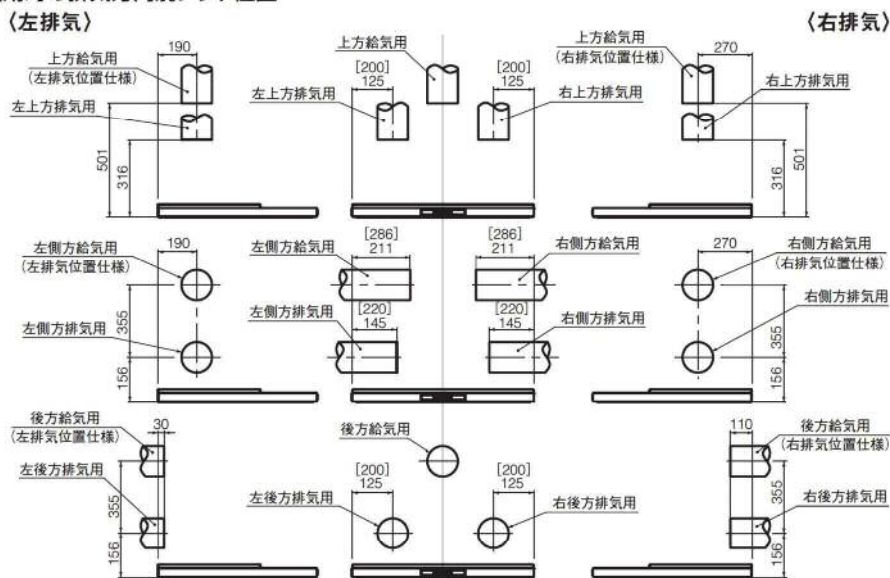 〈左排気〉
〈右排気〉
190
上方給気用
(左排気位置仕様)
左上方排気用
501
316
上方給気用
[200]
125
左上方排気用
[200]
125
右上方排気用
上方給気用
(右排気位置仕様)
270
右上方排気用
316
501
左側方給気用
(左排気位置仕様)
190
左側方排気用
355
156
左側方給気用
[286]
211
[286]
211
右側方給気用
左側方排気用
[220]
145
[220]
145
右側方排気用
270
右側方給気用
(右排気位置仕様)
右側方排気用
355
156
後方給気用
(左排気位置仕様)
30
左後方排気用
355
156
後方給気用
[200]
125
左後方排気用
[200]
125
右後方排気用
110
後方給気用
(右排気位置仕様)
右後方排気用
355
156